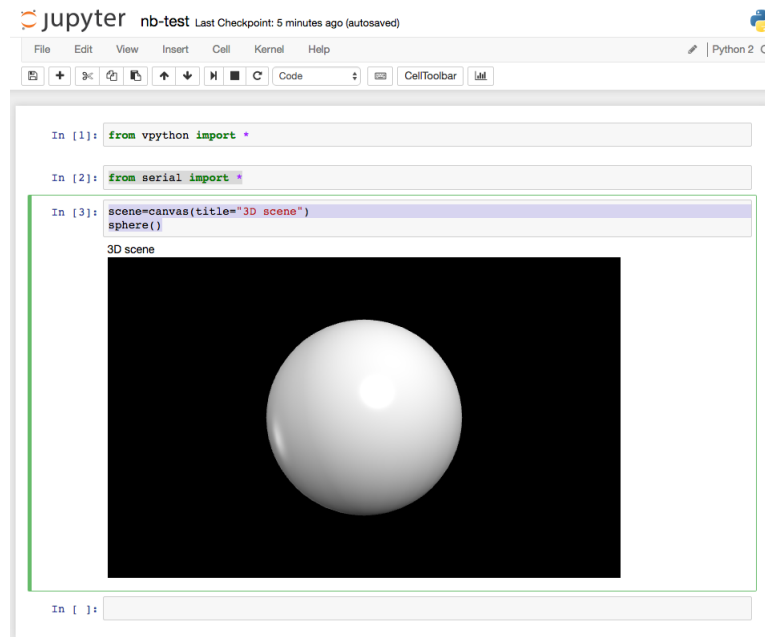 jupyter nb-test Last Checkpoint: 5 minutes ago (autosaved)
File Edit View Insert Cell Kernel Help Python 2
Code CellToolbar
In [1]: from vpython import *
In [2]: from serial import *
In [3]: scene=canvas(title="3D scene")
sphere()
3D scene
In [ ]: